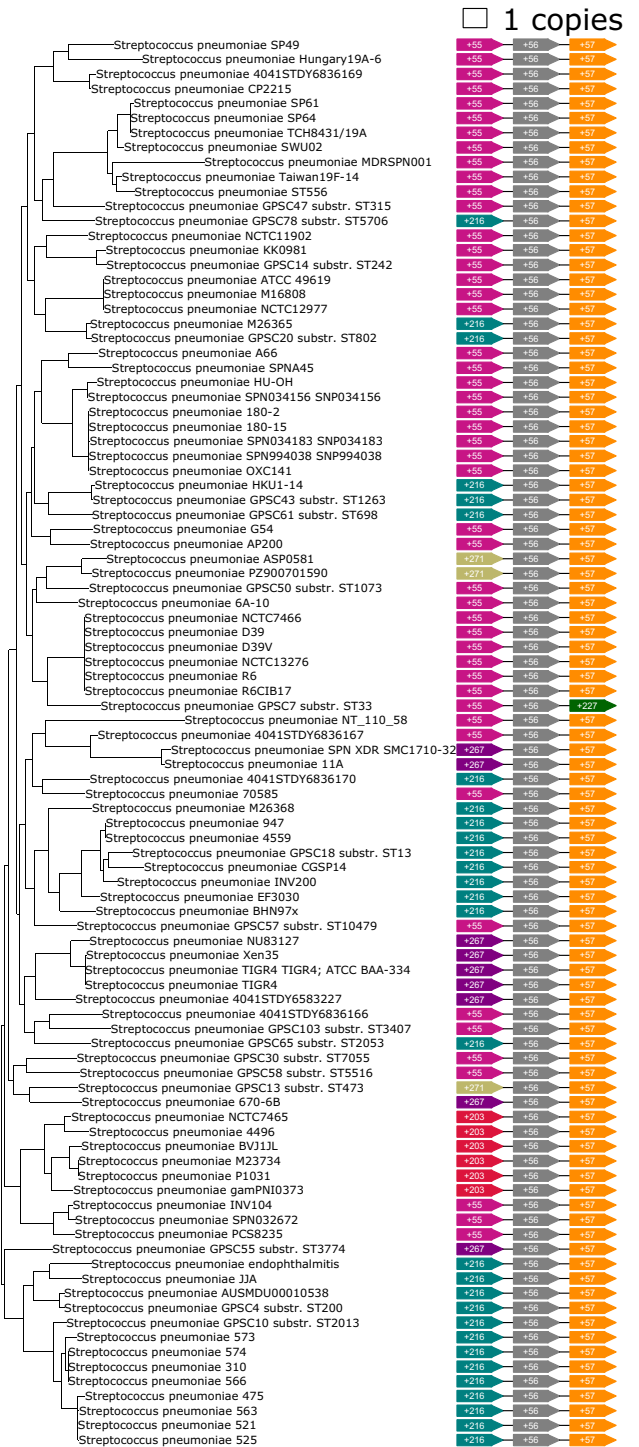 1 copies
Streptococcus pneumoniae SP49 +55 +56 +57
Streptococcus pneumoniae Hungary19A-6 +55 +56 +57
Streptococcus pneumoniae 4041STDY6836169 +55 +56 +57
Streptococcus pneumoniae CP2215 +55 +56 +57
Streptococcus pneumoniae SP61 +55 +56 +57
Streptococcus pneumoniae SP64 +55 +56 +57
Streptococcus pneumoniae TCH8431/19A +55 +56 +57
Streptococcus pneumoniae SWU02 +55 +56 +57
Streptococcus pneumoniae MDRSPN001 +55 +56 +57
Streptococcus pneumoniae Taiwan19F-14 +55 +56 +57
Streptococcus pneumoniae ST556 +55 +56 +57
Streptococcus pneumoniae GPSC47 substr. ST315 +55 +56 +57
Streptococcus pneumoniae GPSC78 substr. ST5706 +216 +56 +57
Streptococcus pneumoniae NCTC11902 +55 +56 +57
Streptococcus pneumoniae KK0981 +55 +56 +57
Streptococcus pneumoniae GPSC14 substr. ST242 +55 +56 +57
Streptococcus pneumoniae ATCC 49619 +55 +56 +57
Streptococcus pneumoniae M16808 +55 +56 +57
Streptococcus pneumoniae NCTC12977 +55 +56 +57
Streptococcus pneumoniae M26365 +216 +56 +57
Streptococcus pneumoniae GPSC20 substr. ST802 +216 +56 +57
Streptococcus pneumoniae A66 +55 +56 +57
Streptococcus pneumoniae SPNA45 +55 +56 +57
Streptococcus pneumoniae HU-OH +55 +56 +57
Streptococcus pneumoniae SPN034156 SNP034156 +55 +56 +57
Streptococcus pneumoniae 180-2 +55 +56 +57
Streptococcus pneumoniae 180-15 +55 +56 +57
Streptococcus pneumoniae SPN034183 SNP034183 +55 +56 +57
Streptococcus pneumoniae SPN994038 SNP994038 +55 +56 +57
Streptococcus pneumoniae OXC141 +55 +56 +57
Streptococcus pneumoniae HKU1-14 +216 +56 +57
Streptococcus pneumoniae GPSC43 substr. ST1263 +216 +56 +57
Streptococcus pneumoniae GPSC61 substr. ST698 +216 +56 +57
Streptococcus pneumoniae G54 +55 +56 +57
Streptococcus pneumoniae AP200 +55 +56 +57
Streptococcus pneumoniae ASP0581 +271 +56 +57
Streptococcus pneumoniae PZ900701590 +271 +56 +57
Streptococcus pneumoniae GPSC50 substr. ST1073 +55 +56 +57
Streptococcus pneumoniae 6A-10 +55 +56 +57
Streptococcus pneumoniae NCTC7466 +55 +56 +57
Streptococcus pneumoniae D39 +55 +56 +57
Streptococcus pneumoniae D39V +55 +56 +57
Streptococcus pneumoniae NCTC13276 +55 +56 +57
Streptococcus pneumoniae R6 +55 +56 +57
Streptococcus pneumoniae R6CIB17 +55 +56 +57
Streptococcus pneumoniae GPSC7 substr. ST33 +55 +56 +227
Streptococcus pneumoniae NT_110_58 +55 +56 +57
Streptococcus pneumoniae 4041STDY6836167 +55 +56 +57
Streptococcus pneumoniae SPN XDR SMC1710-32 +267 +56 +57
Streptococcus pneumoniae 11A +267 +56 +57
Streptococcus pneumoniae 4041STDY6836170 +216 +56 +57
Streptococcus pneumoniae 70585 +55 +56 +57
Streptococcus pneumoniae M26368 +216 +56 +57
Streptococcus pneumoniae 947 +216 +56 +57
Streptococcus pneumoniae 4559 +216 +56 +57
Streptococcus pneumoniae GPSC18 substr. ST13 +216 +56 +57
Streptococcus pneumoniae CGSP14 +216 +56 +57
Streptococcus pneumoniae INV200 +216 +56 +57
Streptococcus pneumoniae EF3030 +216 +56 +57
Streptococcus pneumoniae BHN97x +216 +56 +57
Streptococcus pneumoniae GPSC57 substr. ST10479 +55 +56 +57
Streptococcus pneumoniae NU83127 +267 +56 +57
Streptococcus pneumoniae Xen35 +267 +56 +57
Streptococcus pneumoniae TIGR4 TIGR4; ATCC BAA-334 +267 +56 +57
Streptococcus pneumoniae TIGR4 +267 +56 +57
Streptococcus pneumoniae 4041STDY6583227 +267 +56 +57
Streptococcus pneumoniae 4041STDY6836166 +55 +56 +57
Streptococcus pneumoniae GPSC103 substr. ST3407 +55 +56 +57
Streptococcus pneumoniae GPSC65 substr. ST2053 +216 +56 +57
Streptococcus pneumoniae GPSC30 substr. ST7055 +55 +56 +57
Streptococcus pneumoniae GPSC58 substr. ST5516 +55 +56 +57
Streptococcus pneumoniae GPSC13 substr. ST473 +271 +56 +57
Streptococcus pneumoniae 670-6B +267 +56 +57
Streptococcus pneumoniae NCTC7465 +203 +56 +57
Streptococcus pneumoniae 4496 +203 +56 +57
Streptococcus pneumoniae BVJ1JL +203 +56 +57
Streptococcus pneumoniae M23734 +203 +56 +57
Streptococcus pneumoniae P1031 +203 +56 +57
Streptococcus pneumoniae gamPNI0373 +203 +56 +57
Streptococcus pneumoniae INV104 +55 +56 +57
Streptococcus pneumoniae SPN032672 +55 +56 +57
Streptococcus pneumoniae PCS8235 +55 +56 +57
Streptococcus pneumoniae GPSC55 substr. ST3774 +267 +56 +57
Streptococcus pneumoniae endophthalmitis +216 +56 +57
Streptococcus pneumoniae JJA +216 +56 +57
Streptococcus pneumoniae AUSMDU00010538 +216 +56 +57
Streptococcus pneumoniae GPSC4 substr. ST200 +216 +56 +57
Streptococcus pneumoniae GPSC10 substr. ST2013 +216 +56 +57
Streptococcus pneumoniae 573 +216 +56 +57
Streptococcus pneumoniae 574 +216 +56 +57
Streptococcus pneumoniae 310 +216 +56 +57
Streptococcus pneumoniae 566 +216 +56 +57
Streptococcus pneumoniae 475 +216 +56 +57
Streptococcus pneumoniae 563 +216 +56 +57
Streptococcus pneumoniae 521 +216 +56 +57
Streptococcus pneumoniae 525 +216 +56 +57